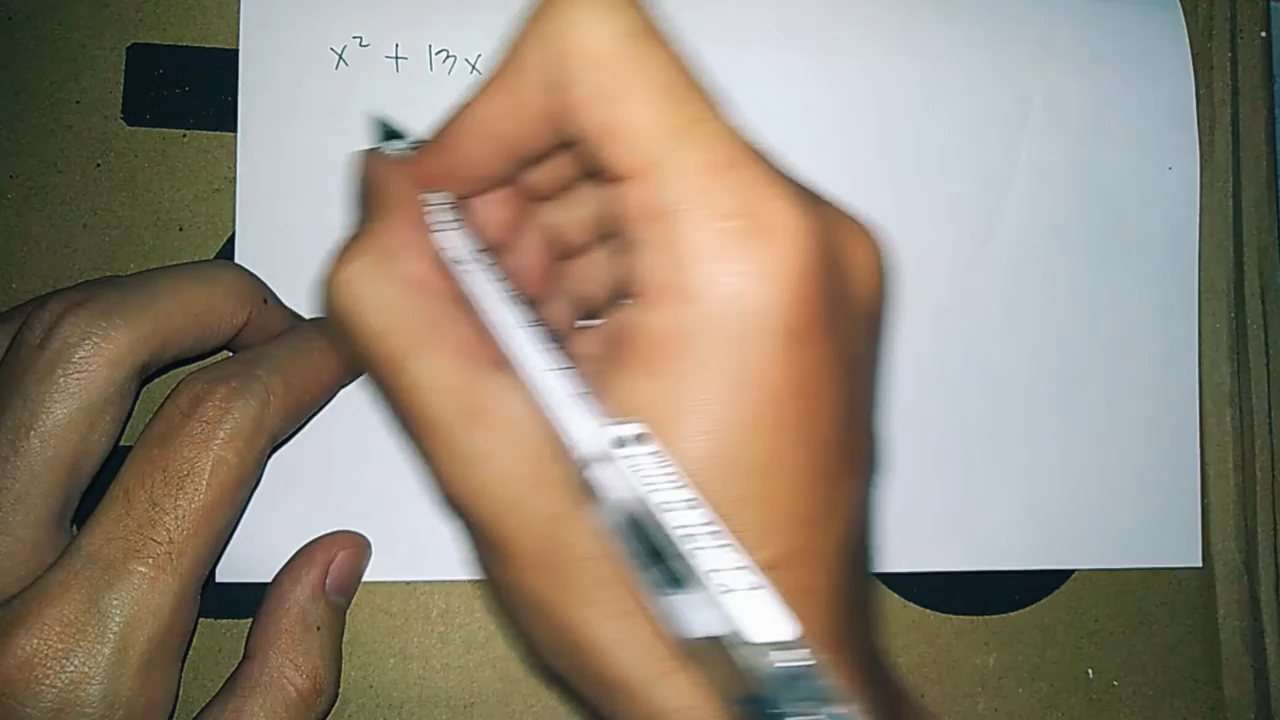 x² + 13x